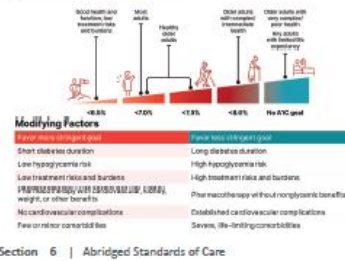 Good health and
function, low
treatment risks
and burdens
Most
adults
Healthy
older
adults
Older adults
with complex/
intermediate
health
Older adults with
very complex/
poor health
Any adults
with limited life
expectancy
<6.5%
<7.0%
<7.5%
<8.0%
No A1C goal
Modifying Factors
Favor more stringent goal
Favor less stringent goal
Short diabetes duration
Long diabetes duration
Low hypoglycemia risk
High hypoglycemia risk
Low treatment risks and burdens
High treatment risks and burdens
Pharmacotherapy with cardiovascular, kidney,
weight, or other benefits
Pharmacotherapy without nonglycemic benefits
No cardiovascular complications
Established cardiovascular complications
Few or minor comorbidities
Severe, life-limiting comorbidities
Section 6 | Abridged Standards of Care